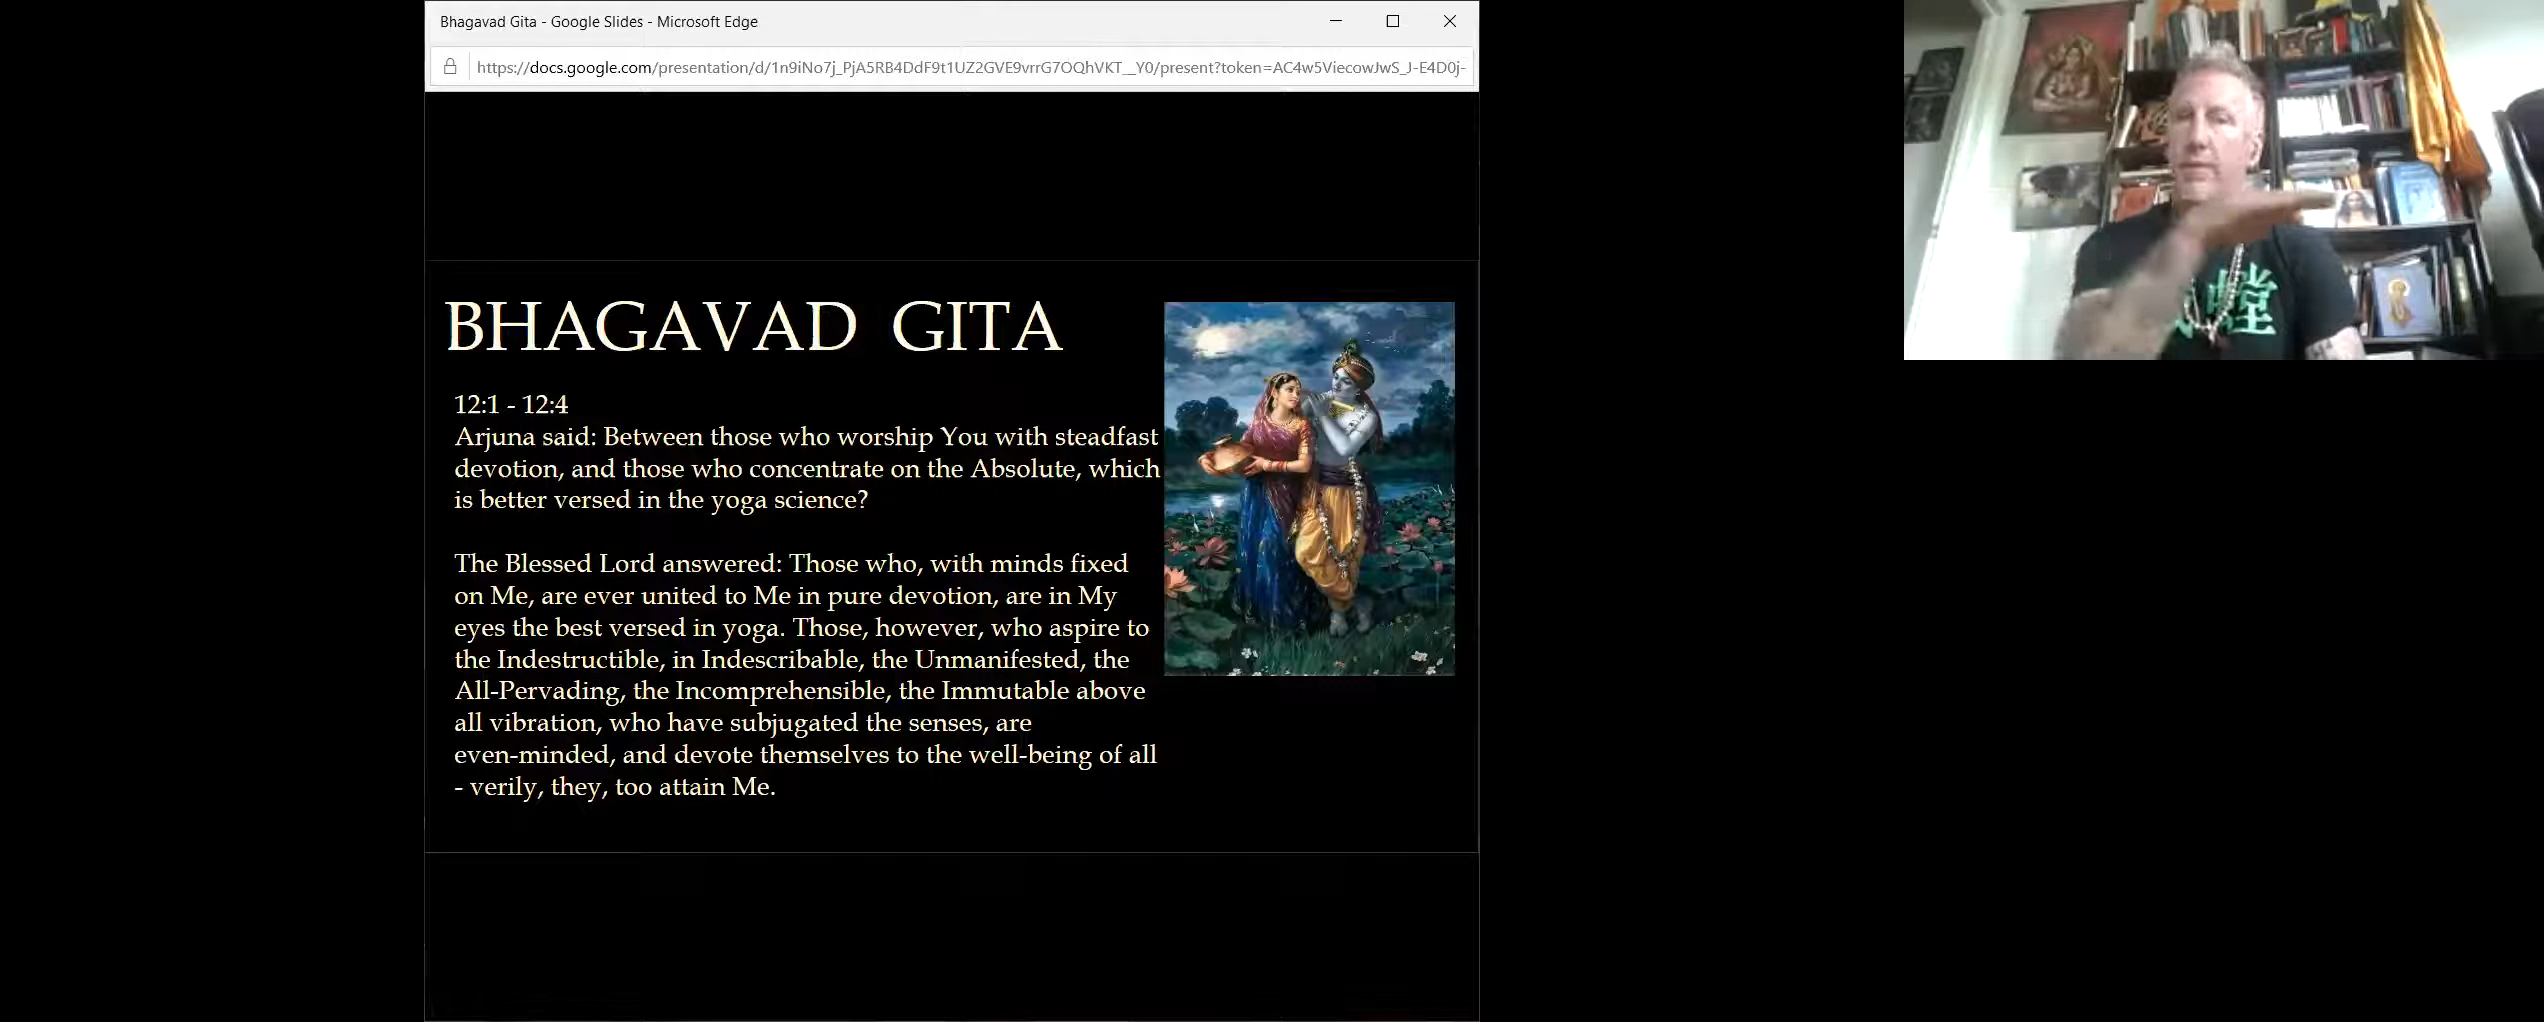 Bhagavad Gita - Google Slides - Microsoft Edge
https://docs.google.com/presentation/d/1n9iNo7j_PjA5RB4DdF9t1UZ2GVE9vrrG7OQhVKT__Y0/present?token=AC4w5ViecowJwS_J-E4D0j-
BHAGAVAD GITA
12:1 - 12:4
Arjuna said: Between those who worship You with steadfast
devotion, and those who concentrate on the Absolute, which
is better versed in the yoga science?
The Blessed Lord answered: Those who, with minds fixed
on Me, are ever united to Me in pure devotion, are in My
eyes the best versed in yoga. Those, however, who aspire to
the Indestructible, in Indescribable, the Unmanifested, the
All-Pervading, the Incomprehensible, the Immutable above
all vibration, who have subjugated the senses, are
even-minded, and devote themselves to the well-being of all
- verily, they, too attain Me.